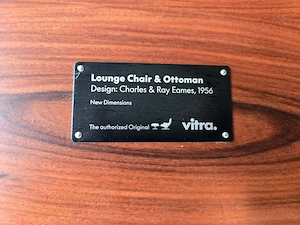 Lounge Chair & Ottoman
Design: Charles & Ray Eames, 1956
New Dimensions
The authorized Original vitra.